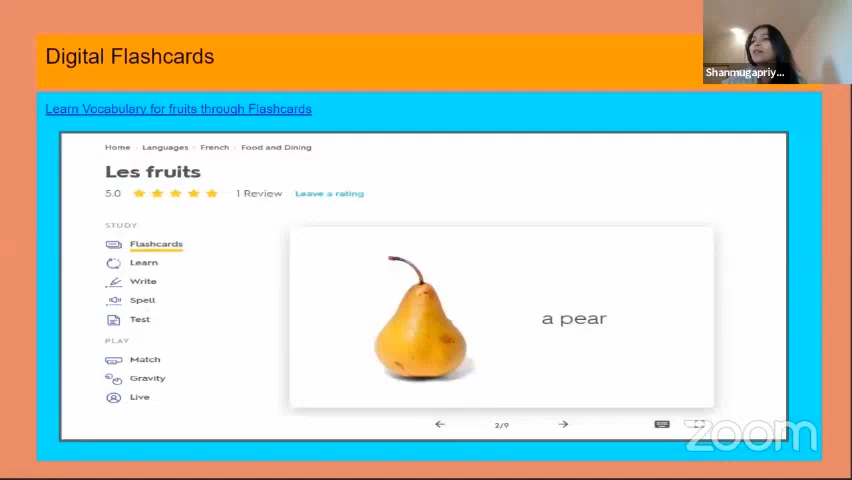 Digital Flashcards
Shanmugapriy...
Learn Vocabulary for fruits through Flashcards
Home Languages French Food and Dining
Les fruits
5.0 1 Review Leave a rating
STUDY
Flashcards
Learn
Write
Spell
Test
a pear
PLAY
Match
Gravity
Live
2/9
zoom